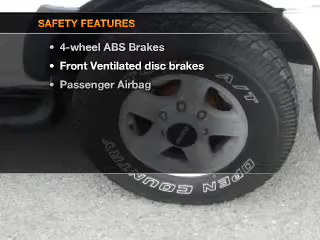 SAFETY FEATURES
• 4-wheel ABS Brakes
• Front Ventilated disc brakes
• Passenger Airbag
A/T
OPEN COUNTRY